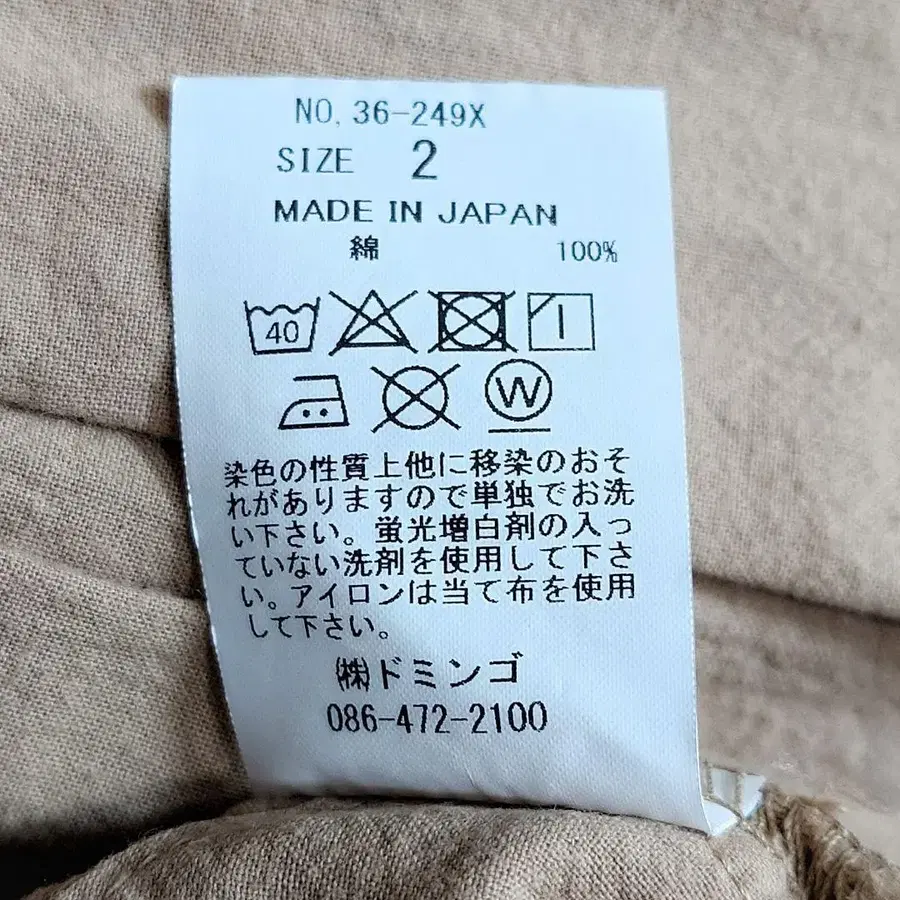 NO. 36-249X
SIZE 2
MADE IN JAPAN
綿 100%
40
W
染色の性質上他に移染のおそ
れがありますので単独でお洗
い下さい。蛍光増白剤の入っ
ていない洗剤を使用して下さ
い。アイロンは当て布を使用
して下さい。
㈱ドミンゴ
086-472-2100